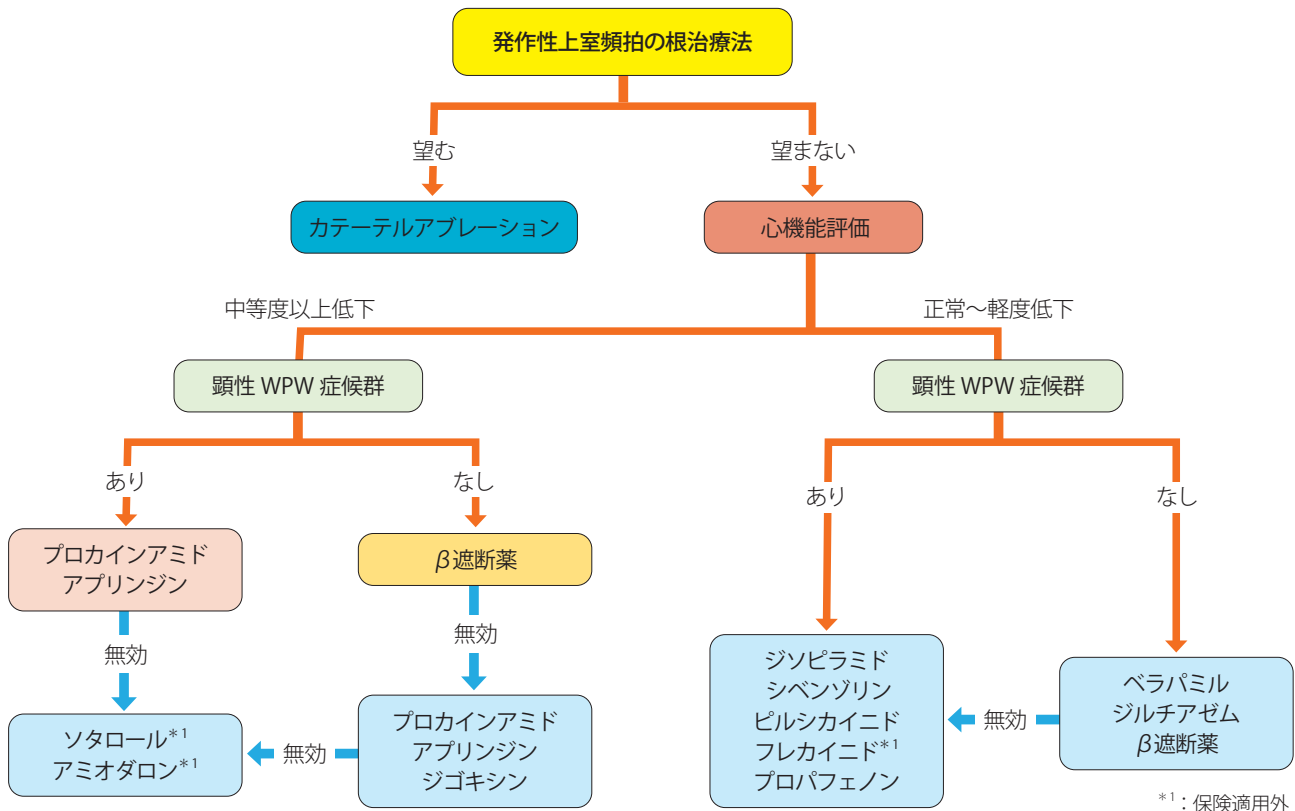 発作性上室頻拍の根治療法
望む
望まない
カテーテルアブレーション
心機能評価
中等度以上低下
正常～軽度低下
顕性 WPW 症候群
顕性 WPW 症候群
あり
なし
あり
なし
プロカインアミド
アプリンジン
β遮断薬
無効
無効
ジソピラミド
シベンゾリン
ピルシカイニド
フレカイニド*1
プロパフェノン
無効
ベラパミル
ジルチアゼム
β遮断薬
ソタロール*1
アミオダロン*1
無効
プロカインアミド
アプリンジン
ジゴキシン
*1：保険適用外